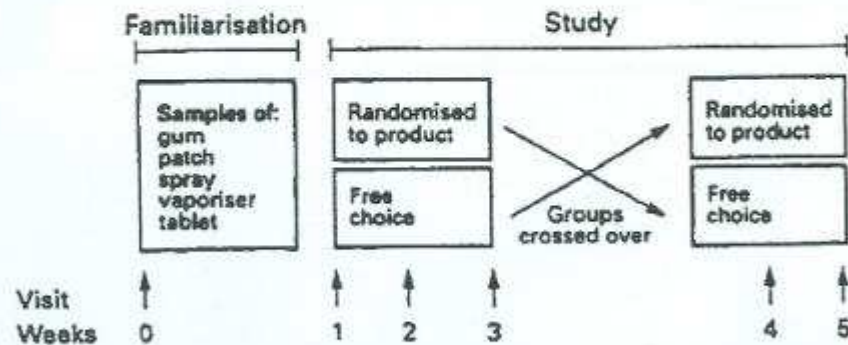 Familiarisation
Study
Samples of:
gum
patch
spray
vaporiser
tablet
Randomised
to product
Free
choice
Groups
crossed over
Randomised
to product
Free
choice
Visit
Weeks 0 1 2 3 4 5